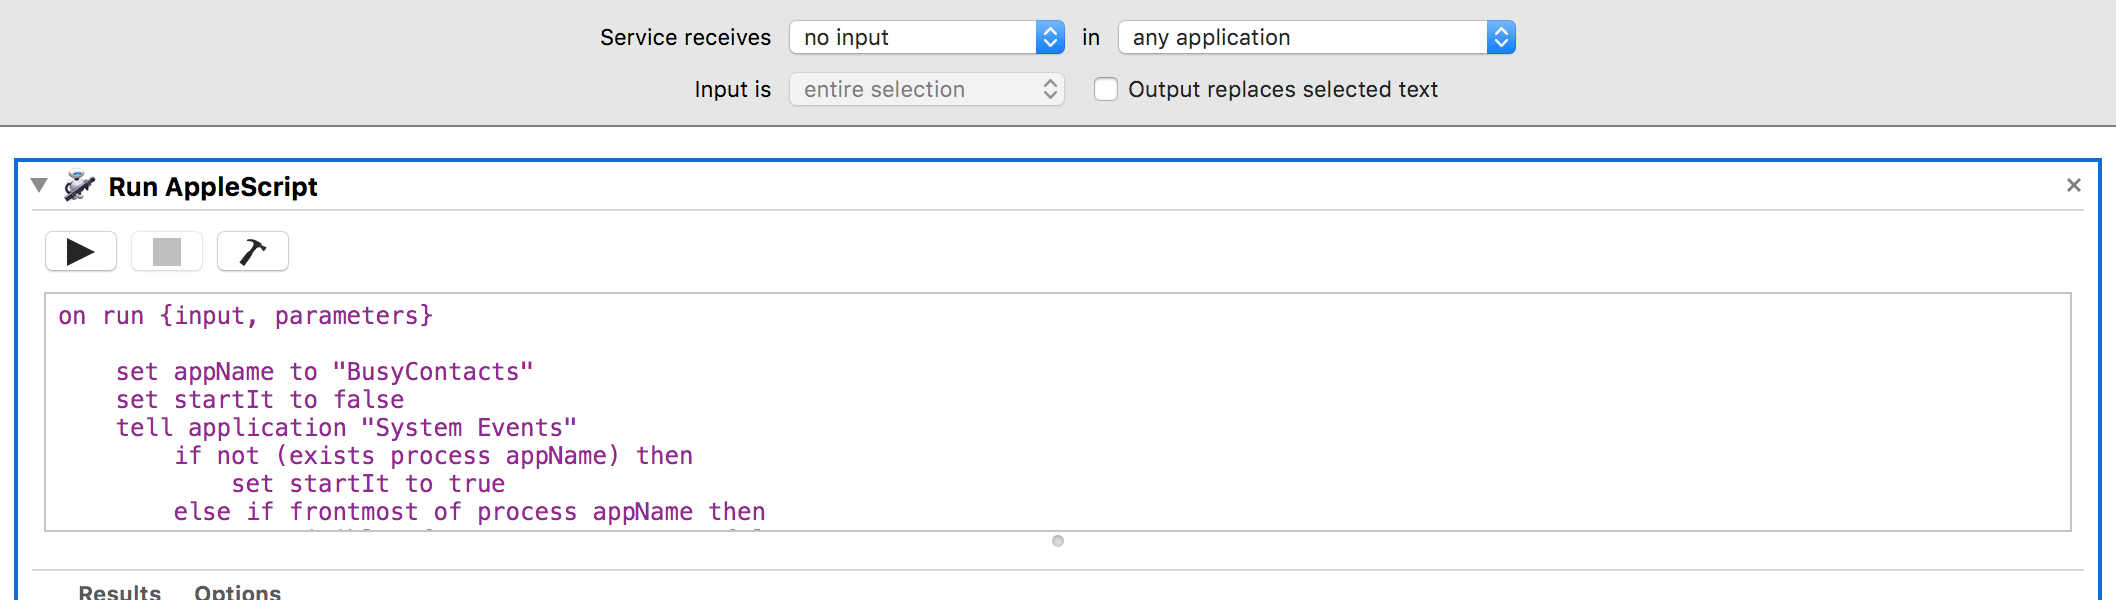 Service receives no input in any application
Input is entire selection Output replaces selected text
Run AppleScript
on run {input, parameters}
set appName to "BusyContacts"
set startIt to false
tell application "System Events"
if not (exists process appName) then
set startIt to true
else if frontmost of process appName then
Results Options